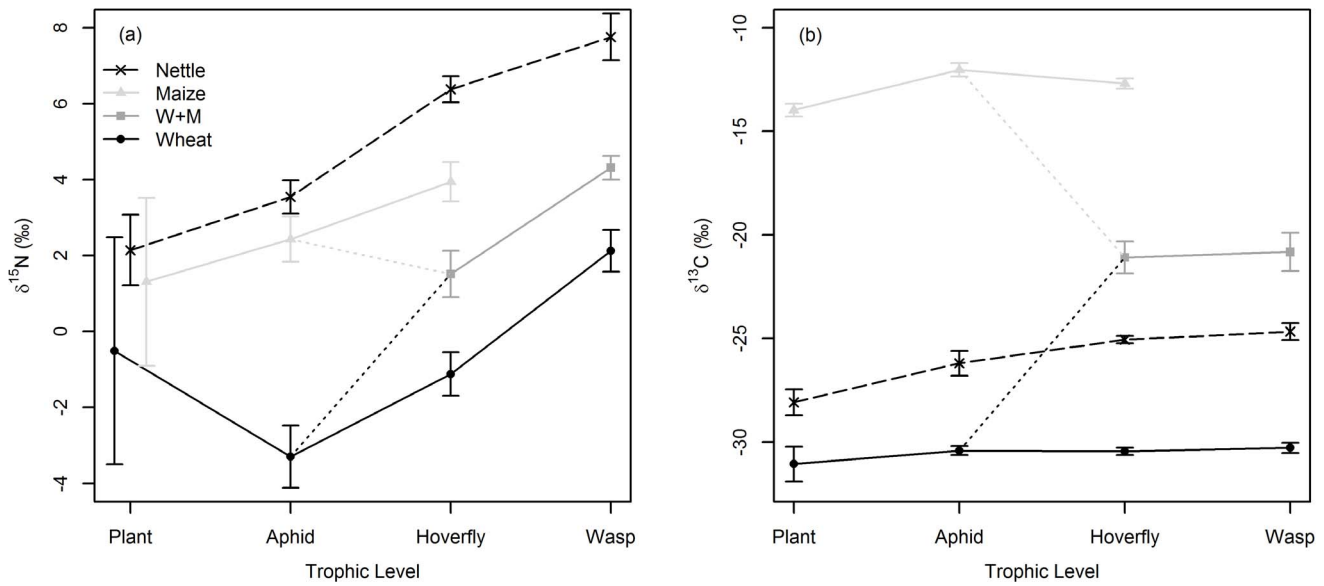 (a)
Nettle
Maize
W+M
Wheat
8
6
4
2
0
-2
-4
δ15N (‰)
Plant
Aphid
Hoverfly
Wasp
Trophic Level
(b)
-10
-15
-20
-25
-30
δ13C (‰)
Plant
Aphid
Hoverfly
Wasp
Trophic Level